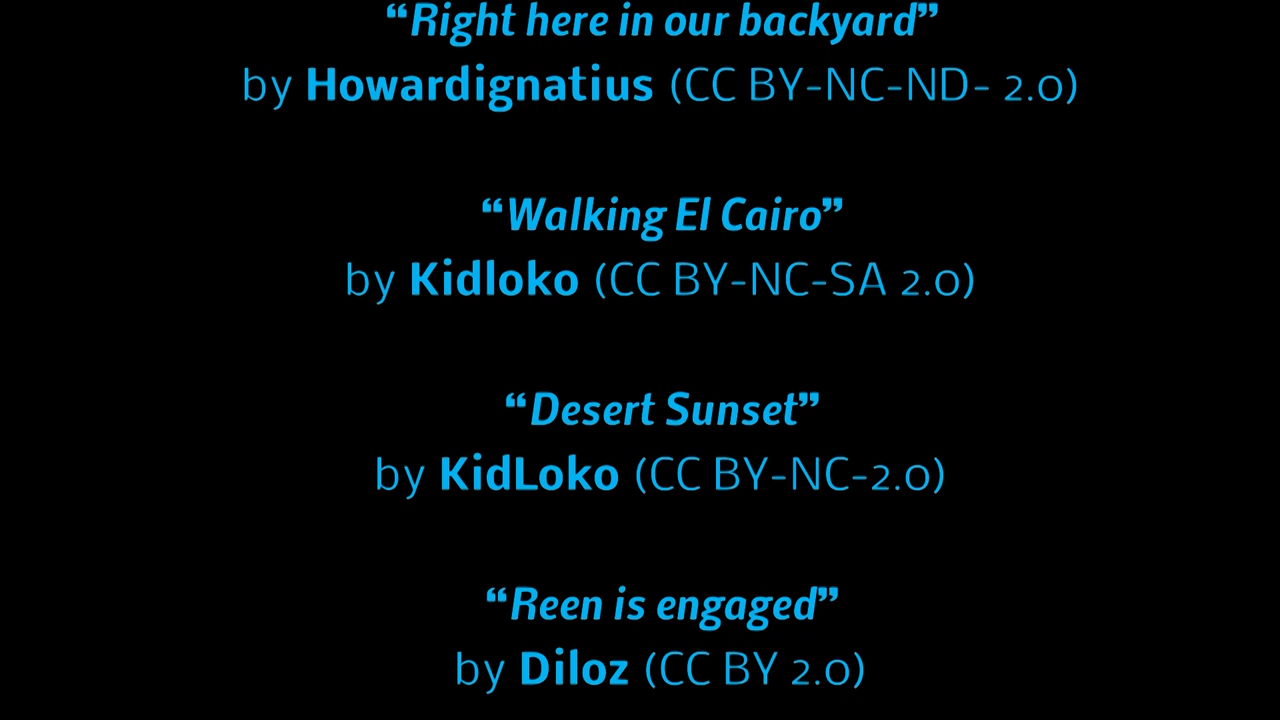 “Right here in our backyard”
by Howardignatius (CC BY-NC-ND- 2.0)
“Walking El Cairo”
by Kidloko (CC BY-NC-SA 2.0)
“Desert Sunset”
by KidLoko (CC BY-NC-2.0)
“Reen is engaged”
by Diloz (CC BY 2.0)